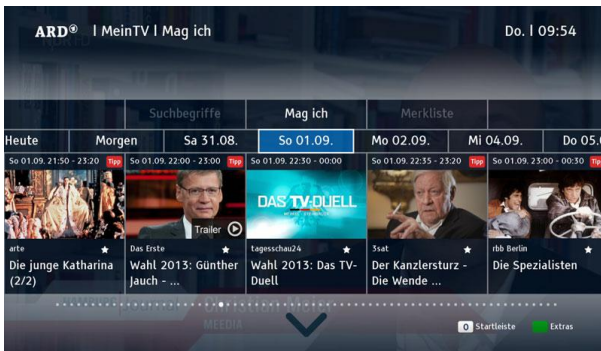 ARD® I MeinTV I Mag ich
Do. I 09:54
Suchbegriffe
Mag ich
Merkliste
Heute
Morgen
Sa 31.08.
So 01.09.
Mo 02.09.
Mi 04.09.
Do 05.
So 01.09. 21:50 - 23:20 Tipp
So 01.09. 22:00 - 23:00 Tipp
So 01.09. 22:30 - 00:00
So 01.09. 22:35 - 23:20 Tipp
So 01.09. 23:00 - 00:30 Tipp
Trailer
DAS TV-DUELL
arte
Das Erste
tagesschau24
3sat
rbb Berlin
Die junge Katharina
(2/2)
Wahl 2013: Günther
Jauch - ...
Wahl 2013: Das TV-
Duell
Der Kanzlersturz -
Die Wende ...
Die Spezialisten
Christian Meier
MEEDIA
0 Startleiste
Extras